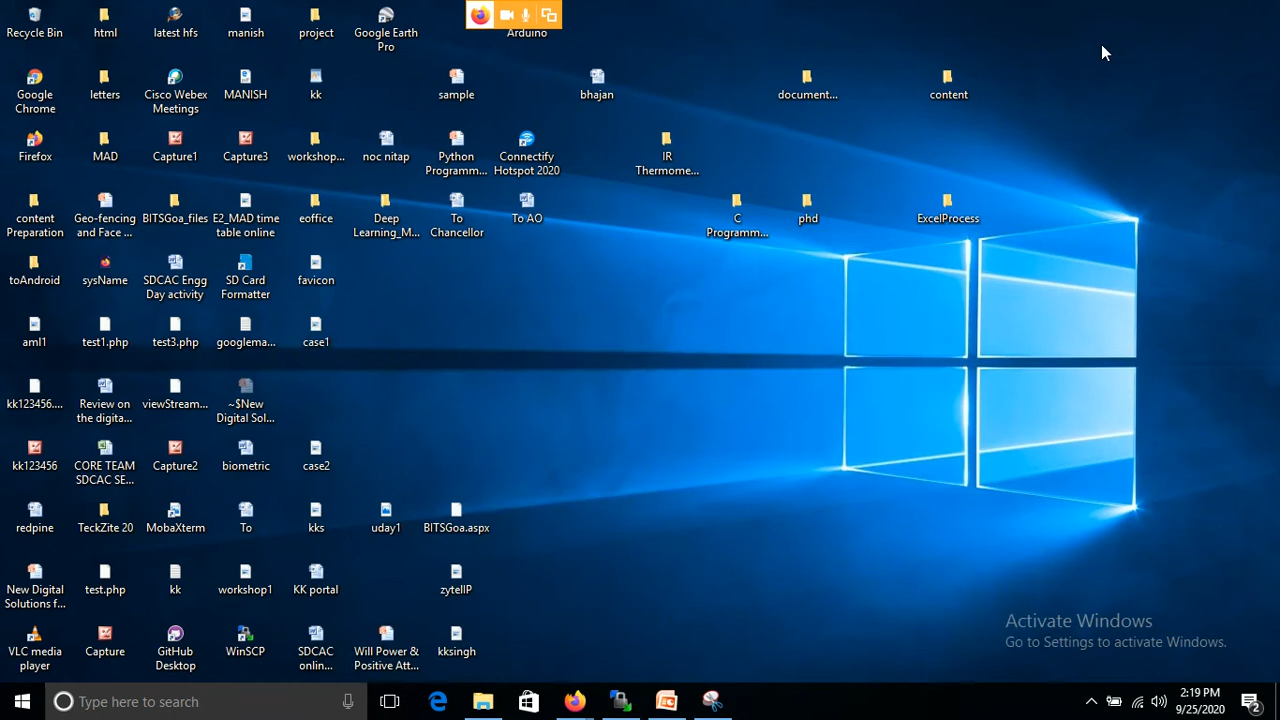 Recycle Bin
html
latest hfs
manish
project
Google Earth
Pro
Arduino
Google
Chrome
letters
Cisco Webex
Meetings
MANISH
kk
sample
bhajan
document...
content
Firefox
MAD
Capture1
Capture3
workshop...
noc nitap
Python
Programm...
Connectify
Hotspot 2020
IR
Thermome...
content
Preparation
Geo-fencing
and Face ...
BITSGoa_files
E2_MAD time
table online
eoffice
Deep
Learning_M...
To
Chancellor
To AO
C
Programm...
phd
ExcelProcess
toAndroid
sysName
SDCAC Engg
Day activity
SD Card
Formatter
favicon
aml1
test1.php
test3.php
googlema...
case1
kk123456....
Review on
the digita...
viewStream...
~$New
Digital Sol...
kk123456
CORE TEAM
SDCAC SE...
Capture2
biometric
case2
redpine
TeckZite 20
MobaXterm
To
kks
uday1
BITSGoa.aspx
New Digital
Solutions f...
test.php
kk
workshop1
KK portal
zytelIP
VLC media
player
Capture
GitHub
Desktop
WinSCP
SDCAC
onlin...
Will Power &
Positive Att...
kksingh
Activate Windows
Go to Settings to activate Windows.
Type here to search
2:19 PM
9/25/2020
2